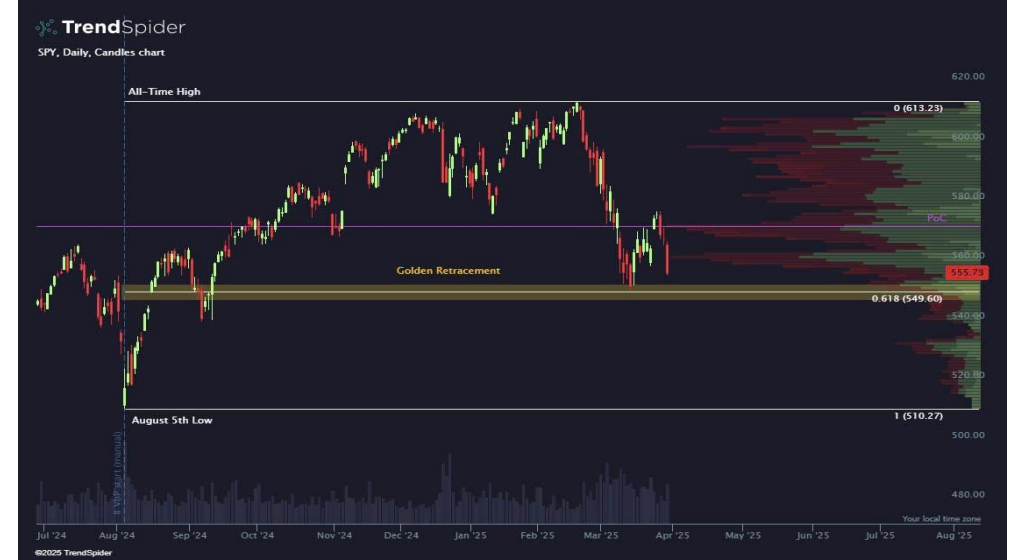 TrendSpider
SPY, Daily, Candles chart
620.00
All-Time High
0 (613.23)
600.00
580.00
PoC
560.00
Golden Retracement
555.73
0.618 (549.60)
540.00
520.00
August 5th Low
1 (510.27)
500.00
VbP start (manual)
480.00
Your local time zone
Jul '24 Aug '24 Sep '24 Oct '24 Nov '24 Dec '24 Jan '25 Feb '25 Mar '25 Apr '25 May '25 Jun '25 Jul '25 Aug '25
©2025 TrendSpider